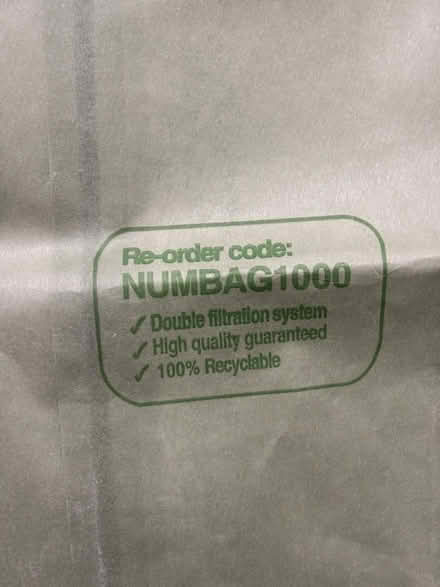 Re-order code:
NUMBAG1000
✓ Double filtration system
✓ High quality guaranteed
✓ 100% Recyclable